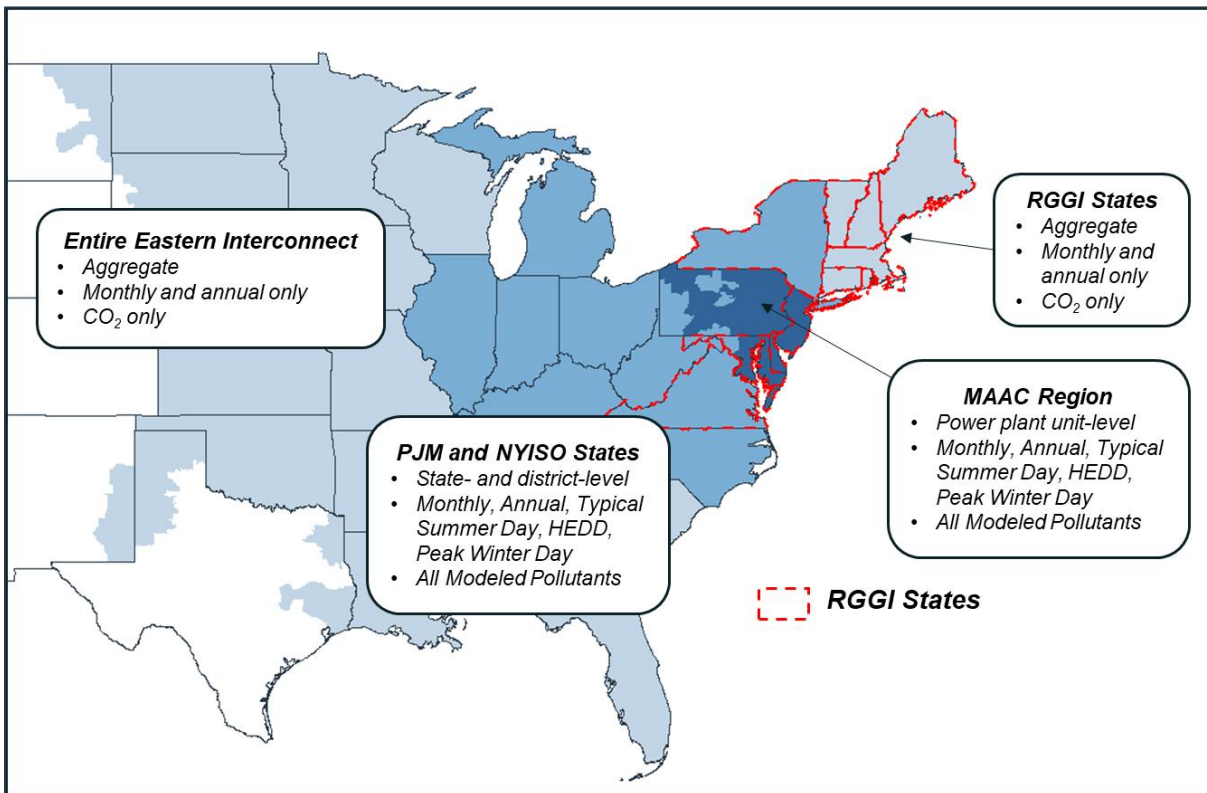 Entire Eastern Interconnect
• Aggregate
• Monthly and annual only
• CO₂ only
RGGI States
• Aggregate
• Monthly and
annual only
• CO₂ only
PJM and NYISO States
• State- and district-level
• Monthly, Annual, Typical
Summer Day, HEDD,
Peak Winter Day
• All Modeled Pollutants
MAAC Region
• Power plant unit-level
• Monthly, Annual, Typical
Summer Day, HEDD,
Peak Winter Day
• All Modeled Pollutants
RGGI States